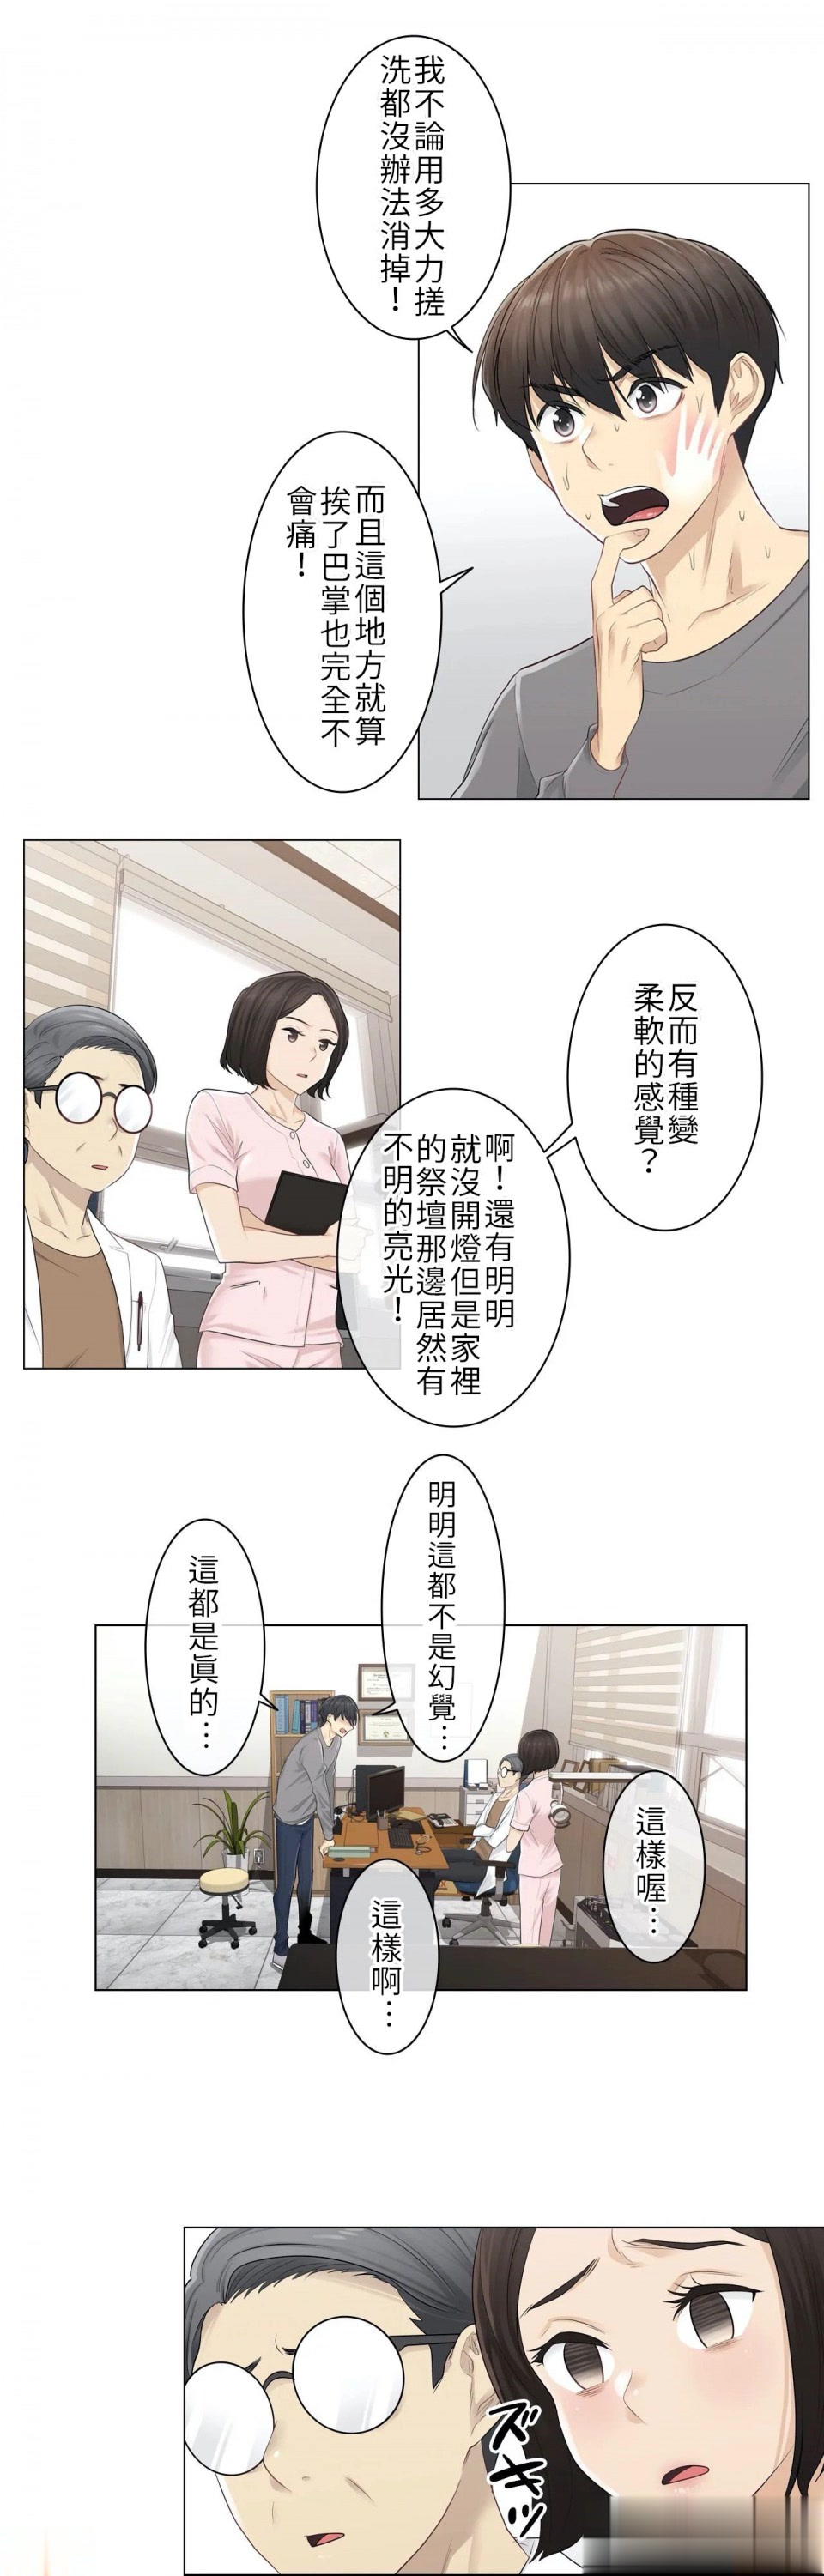 我不論用多大力搓
洗都沒辦法消掉！
而且這個地方就算
挨了巴掌也完全不
會痛！
反而有種變
柔軟的感覺？
啊！還有明明
就沒開燈但是家裡
的祭壇那邊居然有
不明的亮光！
明明這都不是幻覺…
這都是真的…
這樣喔…
這樣啊…
ズキッ